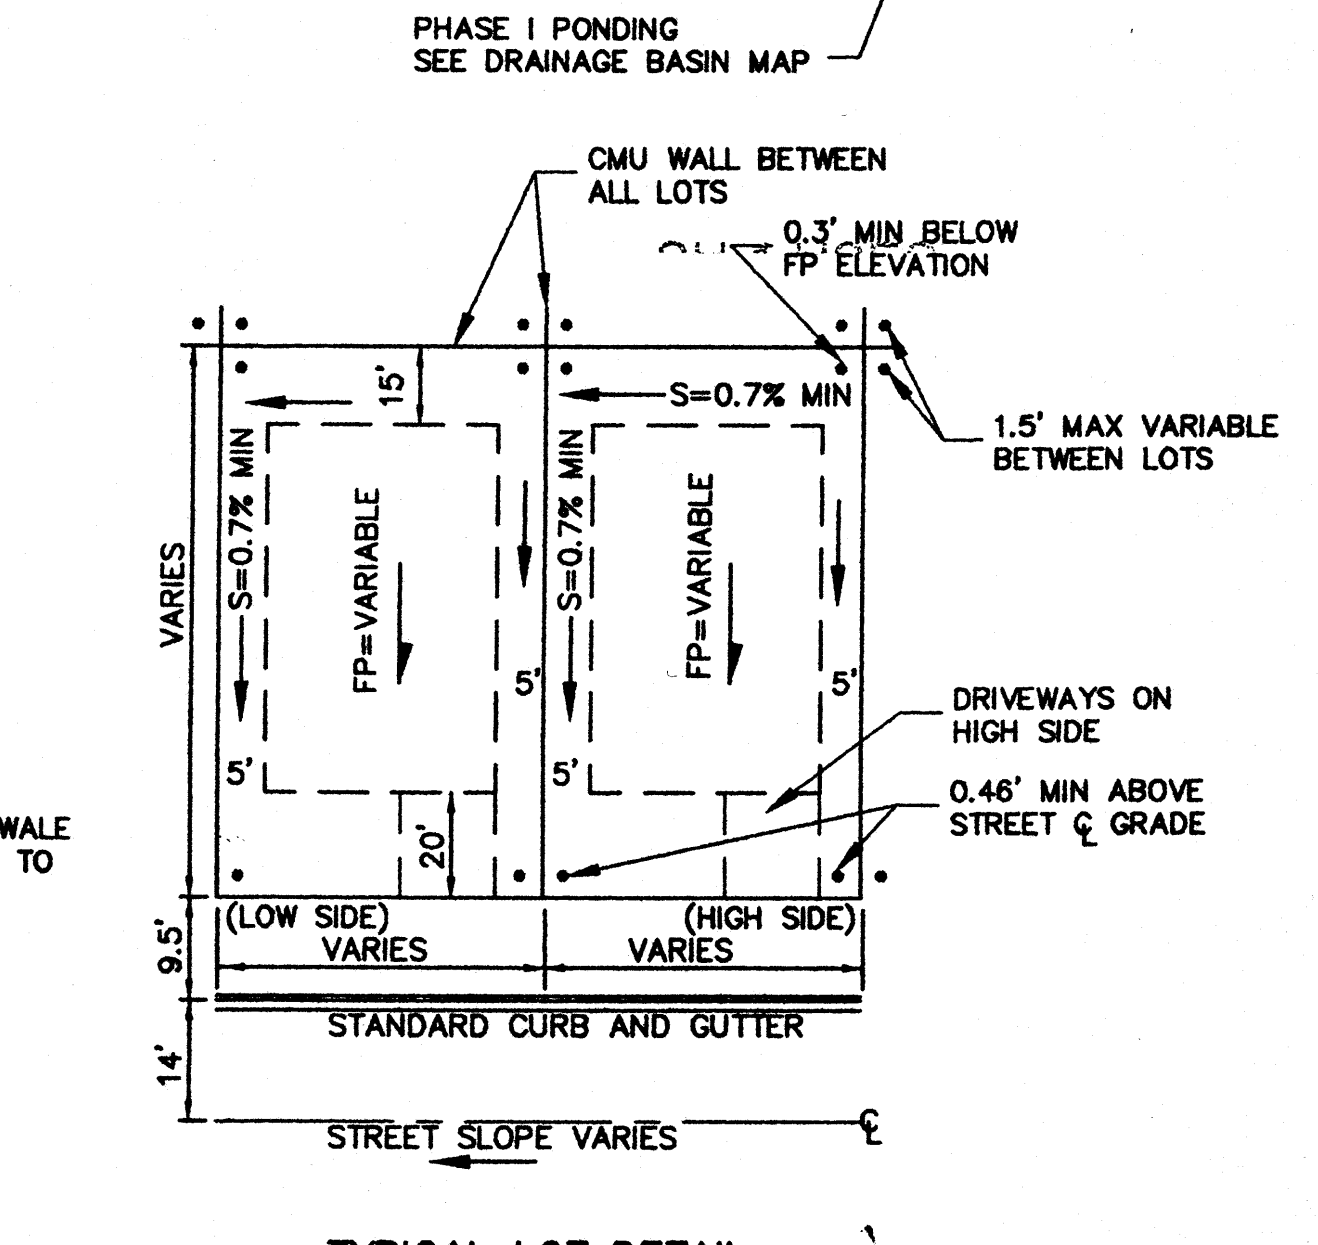 PHASE I PONDING
SEE DRAINAGE BASIN MAP
CMU WALL BETWEEN
ALL LOTS
0.3' MIN BELOW
FP ELEVATION
15'
S=0.7% MIN
1.5' MAX VARIABLE
BETWEEN LOTS
VARIES
S=0.7% MIN
FP=VARIABLE
5'
S=0.7% MIN
FP=VARIABLE
5'
DRIVEWAYS ON
HIGH SIDE
5'
5'
0.46' MIN ABOVE
STREET ℄ GRADE
WALE
TO
20'
(LOW SIDE)
(HIGH SIDE)
VARIES
VARIES
9.5'
STANDARD CURB AND GUTTER
14'
℄
STREET SLOPE VARIES